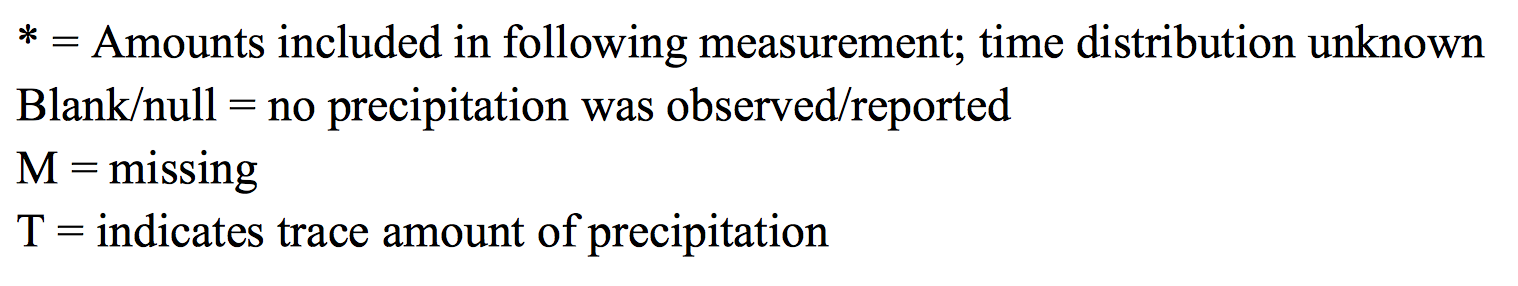 * = Amounts included in following measurement; time distribution unknown
Blank/null = no precipitation was observed/reported
M = missing
T = indicates trace amount of precipitation